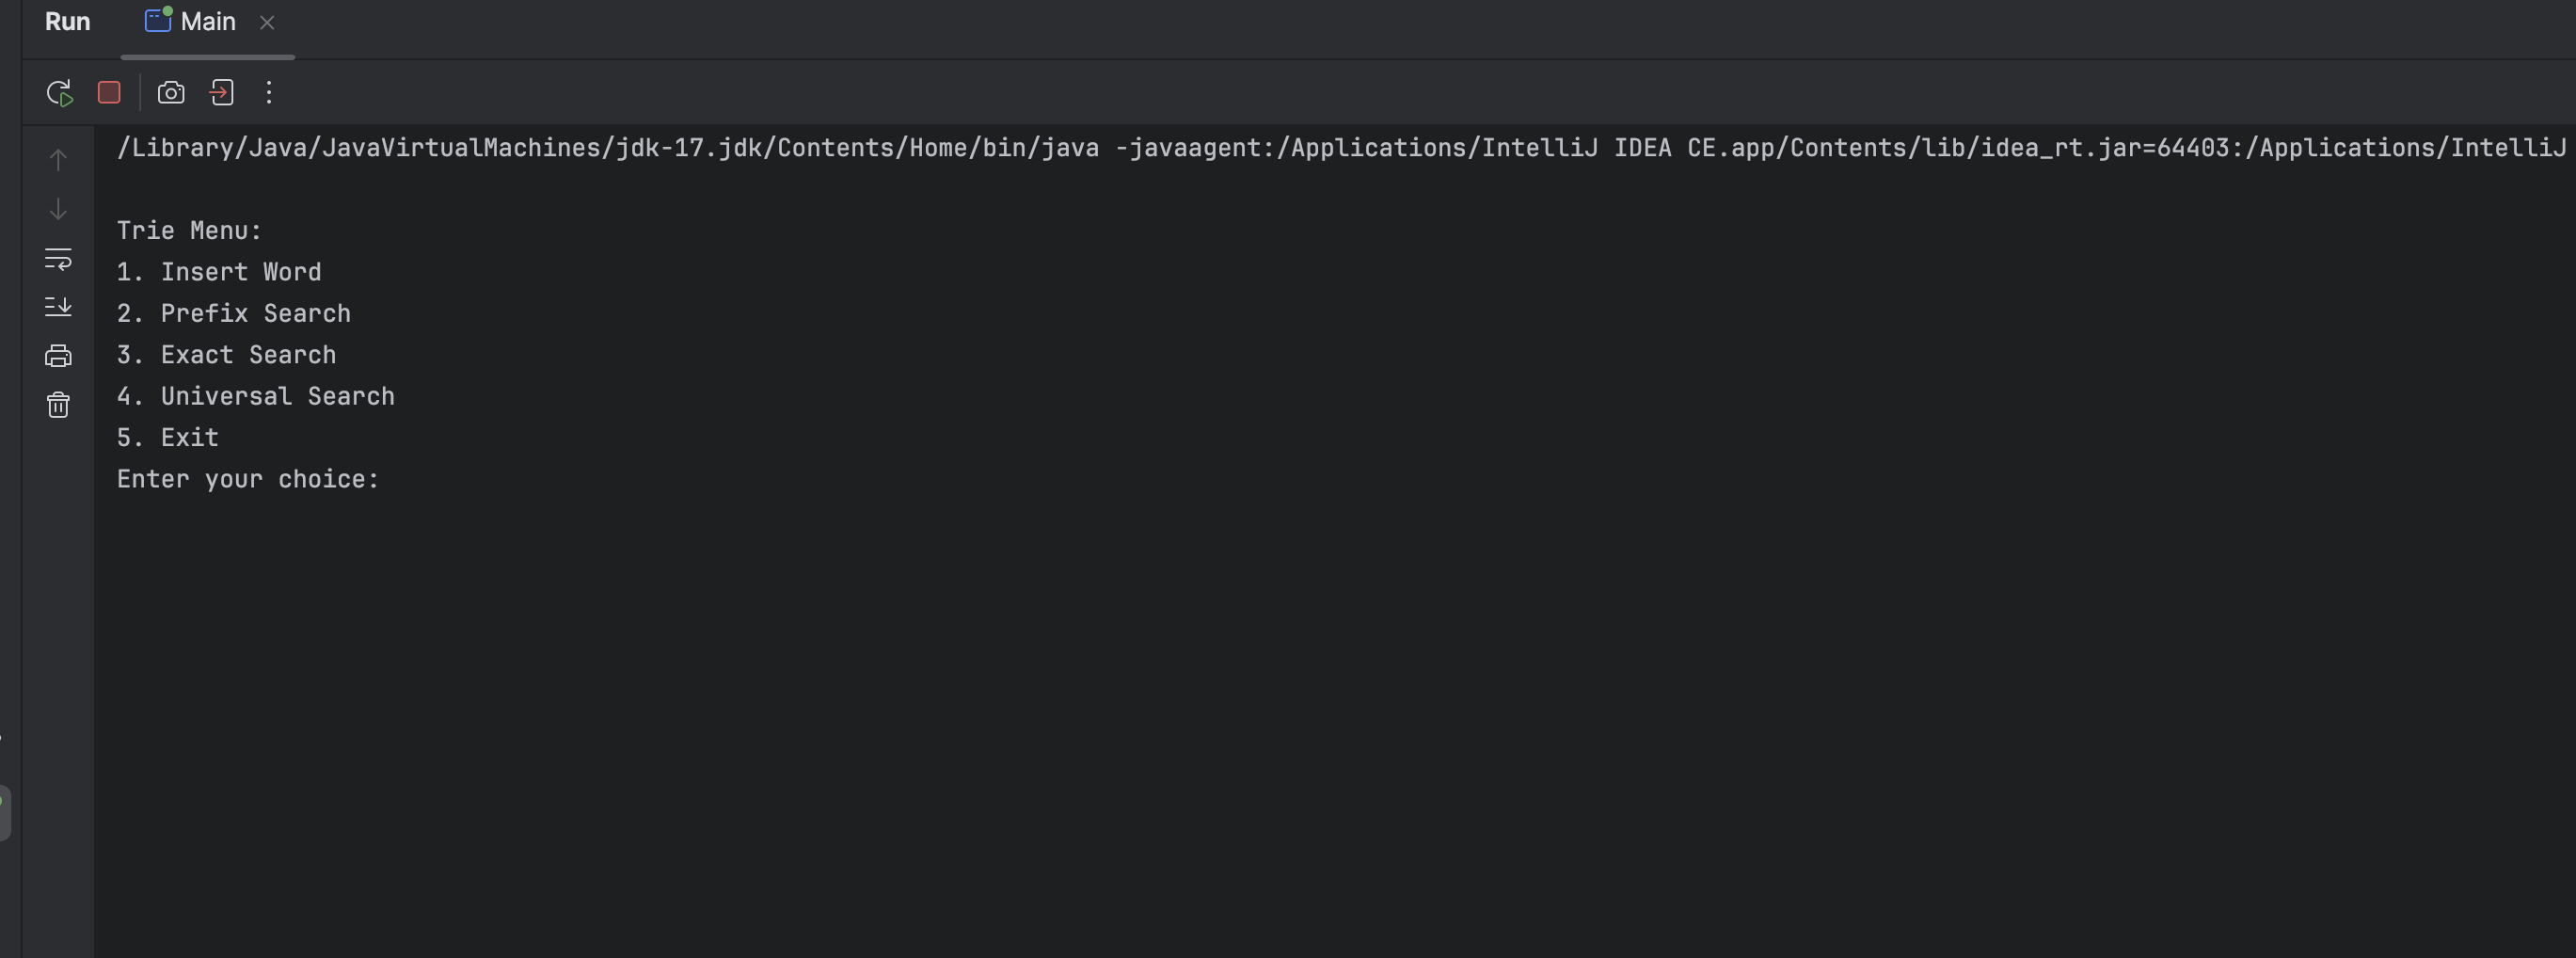 Run Main
/Library/Java/JavaVirtualMachines/jdk-17.jdk/Contents/Home/bin/java -javaagent:/Applications/IntelliJ IDEA CE.app/Contents/lib/idea_rt.jar=64403:/Applications/IntelliJ
Trie Menu:
1. Insert Word
2. Prefix Search
3. Exact Search
4. Universal Search
5. Exit
Enter your choice: